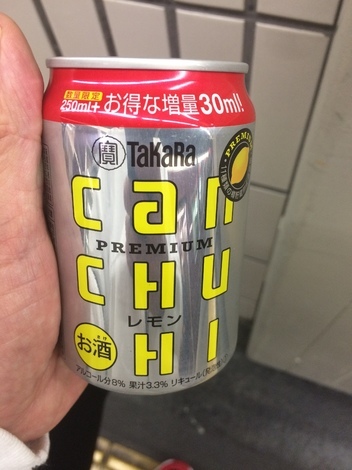 数量限定
250ml+ お得な増量30ml!
寶 TaKaRa
PREMIUM
can
PREMIUM
CHU
レモン
HI
お酒
アルコール分8% 果汁3.3% リキュール